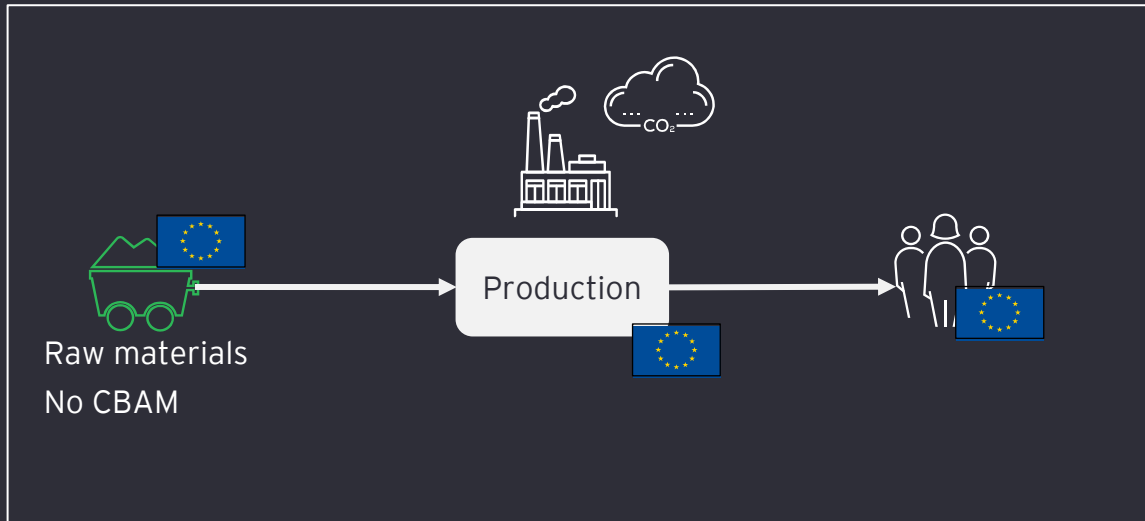 CO₂
Production
Raw materials
No CBAM